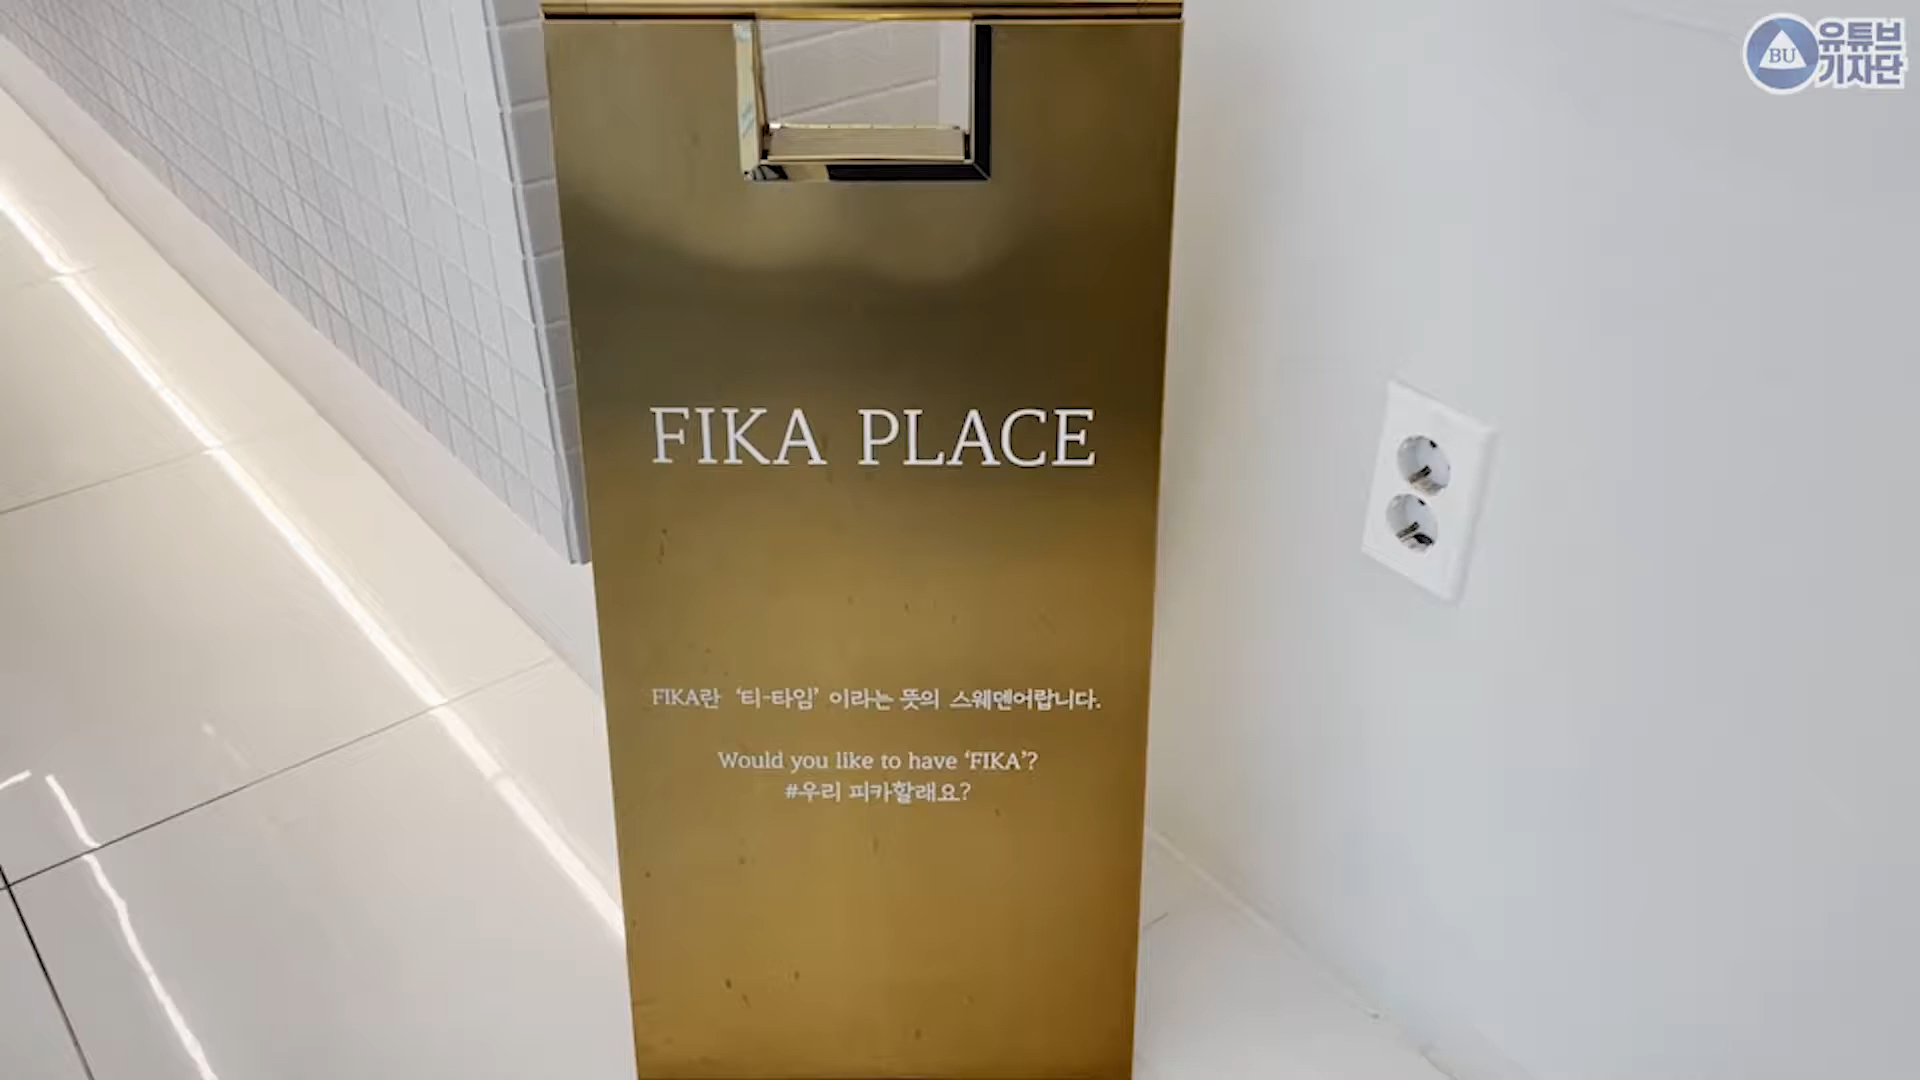 BU 유튜브
기자단
FIKA PLACE
FIKA란 '티-타임' 이라는 뜻의 스웨덴어랍니다.
Would you like to have 'FIKA'?
#우리 피카할래요?